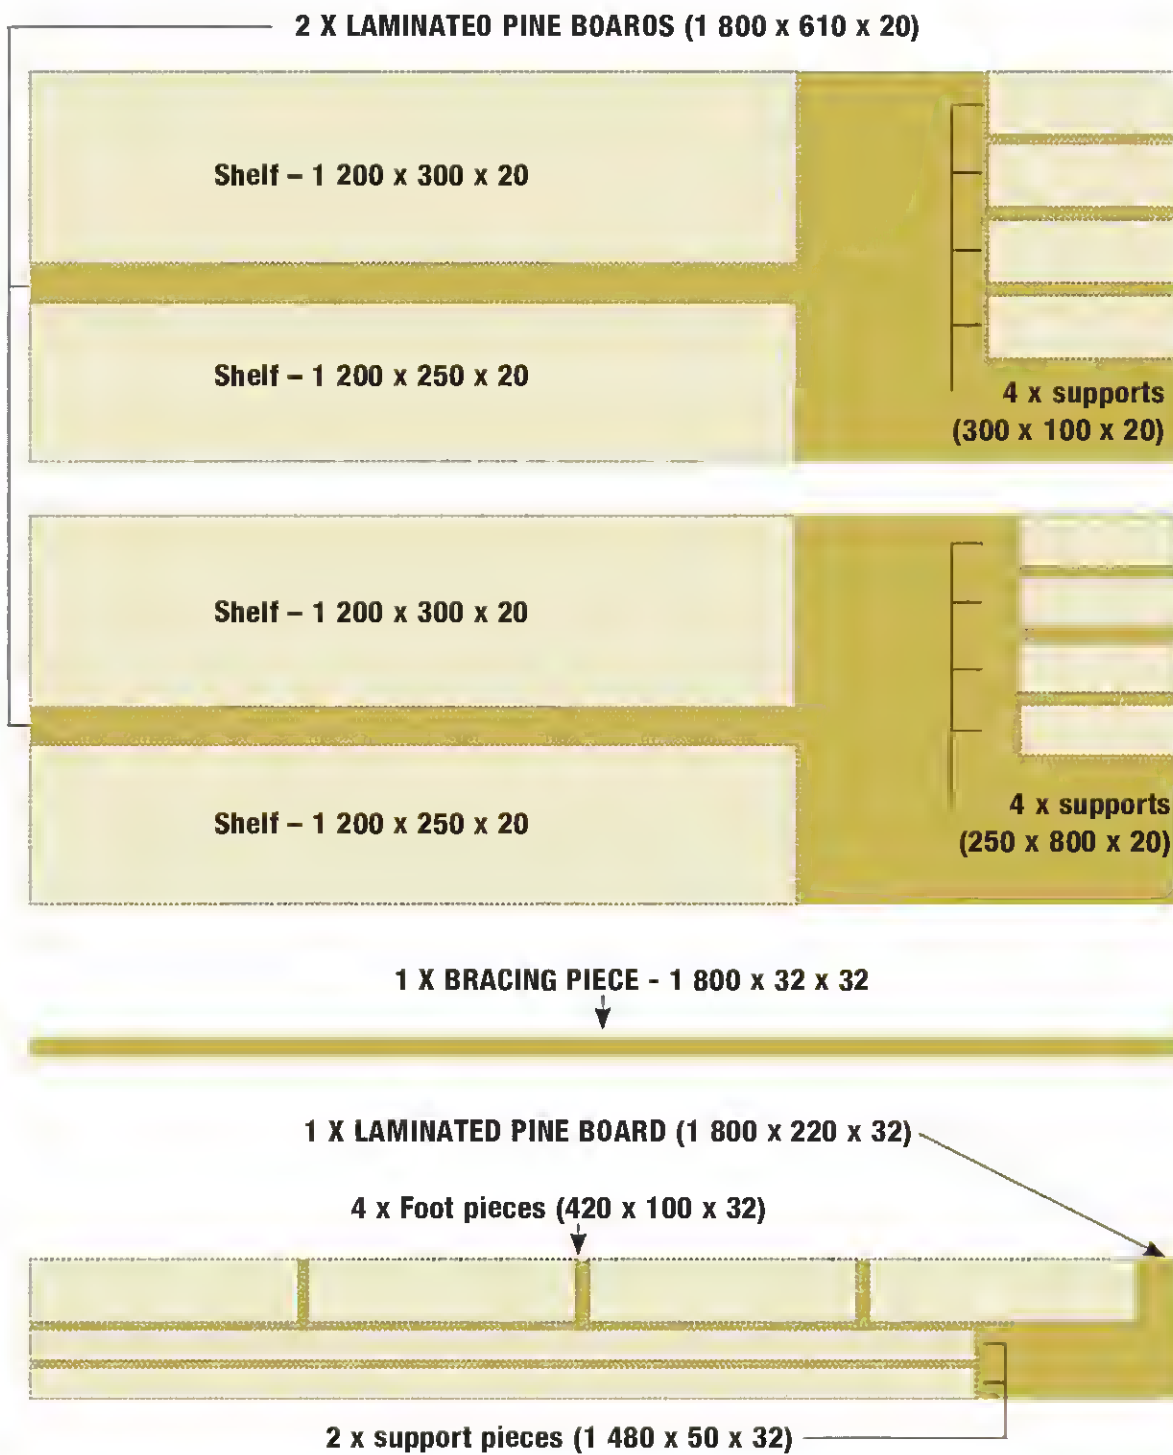 2 X LAMINATEO PINE BOAROS (1 800 x 610 x 20)
Shelf – 1 200 x 300 x 20
Shelf – 1 200 x 250 x 20
4 x supports
(300 x 100 x 20)
Shelf – 1 200 x 300 x 20
Shelf – 1 200 x 250 x 20
4 x supports
(250 x 800 x 20)
1 X BRACING PIECE - 1 800 x 32 x 32
1 X LAMINATED PINE BOARD (1 800 x 220 x 32)
4 x Foot pieces (420 x 100 x 32)
2 x support pieces (1 480 x 50 x 32)